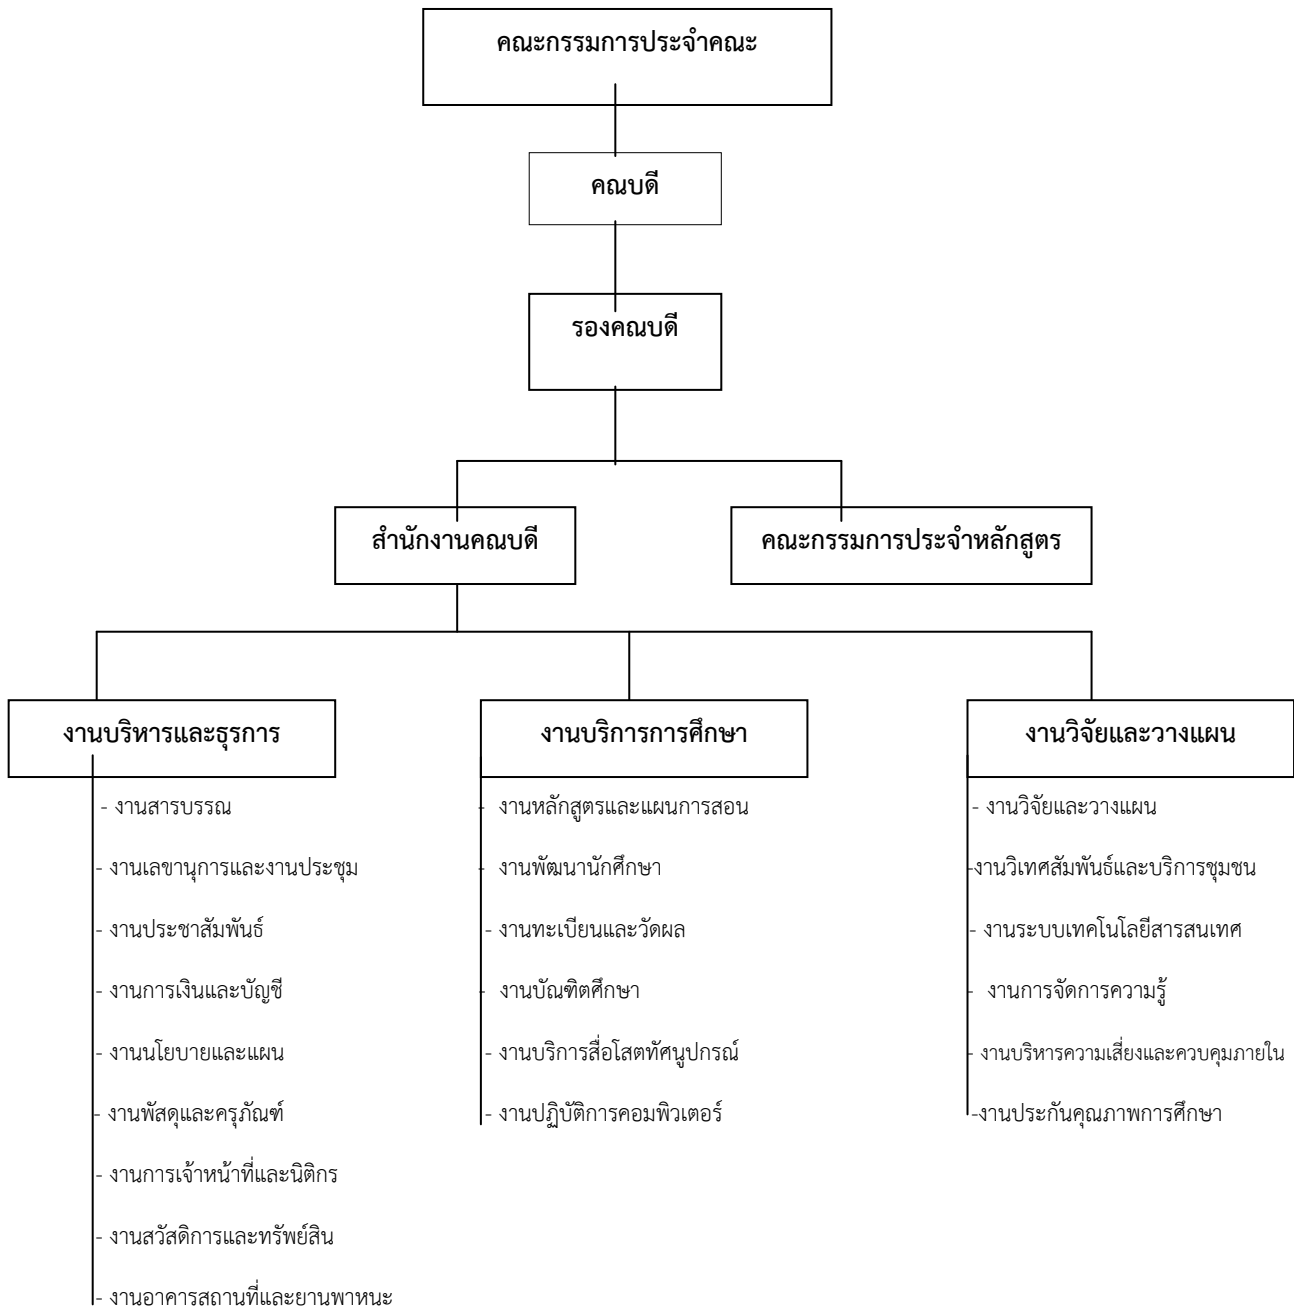 คณะกรรมการประจำคณะ
คณบดี
รองคณบดี
สำนักงานคณบดี
คณะกรรมการประจำหลักสูตร
งานบริหารและธุรการ
- งานสารบรรณ
- งานเลขานุการและงานประชุม
- งานประชาสัมพันธ์
- งานการเงินและบัญชี
- งานนโยบายและแผน
- งานพัสดุและครุภัณฑ์
- งานการเจ้าหน้าที่และนิติกร
- งานสวัสดิการและทรัพย์สิน
- งานอาคารสถานที่และยานพาหนะ
งานบริการการศึกษา
- งานหลักสูตรและแผนการสอน
- งานพัฒนานักศึกษา
- งานทะเบียนและวัดผล
- งานบัณฑิตศึกษา
- งานบริการสื่อโสตทัศนูปกรณ์
- งานปฏิบัติการคอมพิวเตอร์
งานวิจัยและวางแผน
- งานวิจัยและวางแผน
-งานวิเทศสัมพันธ์และบริการชุมชน
- งานระบบเทคโนโลยีสารสนเทศ
- งานการจัดการความรู้
- งานบริหารความเสี่ยงและควบคุมภายใน
-งานประกันคุณภาพการศึกษา